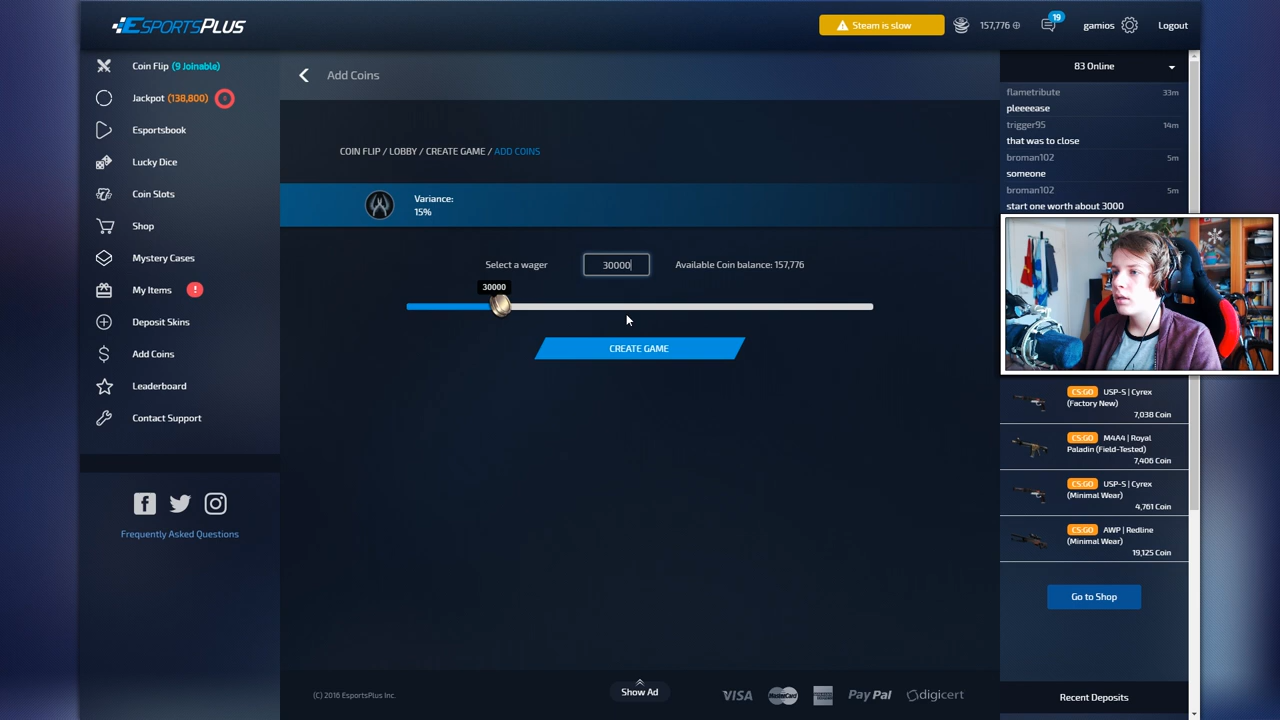 ESPORTSPLUS
Steam is slow
157,776
19
gamios
Logout
Coin Flip (9 Joinable)
Jackpot (138,800)
Esportsbook
Lucky Dice
Coin Slots
Shop
Mystery Cases
My Items
!
Deposit Skins
Add Coins
Leaderboard
Contact Support
Frequently Asked Questions
Add Coins
COIN FLIP / LOBBY / CREATE GAME / ADD COINS
Variance:
15%
Select a wager
30000
Available Coin balance: 157,776
30000
CREATE GAME
83 Online
flametribute 33m
pleeeease
trigger95 14m
that was to close
broman102 5m
someone
broman102 5m
start one worth about 3000
CS:GO USP-S | Cyrex
(Factory New)
7,038 Coin
CS:GO M4A4 | Royal
Paladin (Field-Tested)
7,406 Coin
CS:GO USP-S | Cyrex
(Minimal Wear)
4,761 Coin
CS:GO AWP | Redline
(Minimal Wear)
19,125 Coin
Go to Shop
Recent Deposits
(C) 2016 EsportsPlus Inc.
Show Ad
VISA
MasterCard
PayPal
digicert